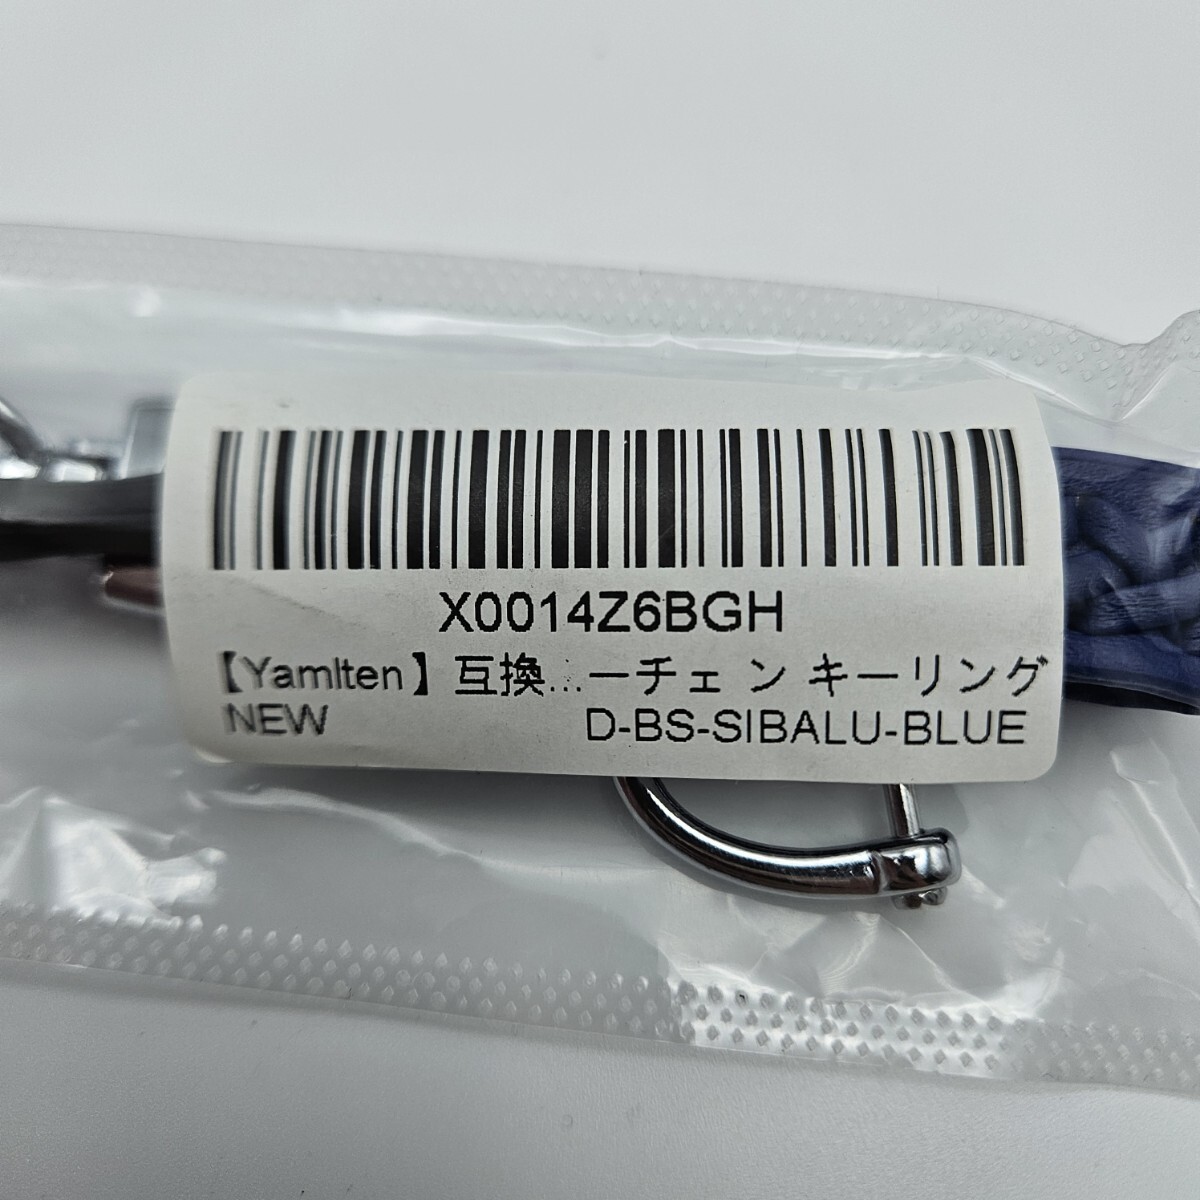 X0014Z6BGH
【Yamlten】互換...ーチェ ン キーリング
NEW D-BS-SIBALU-BLUE